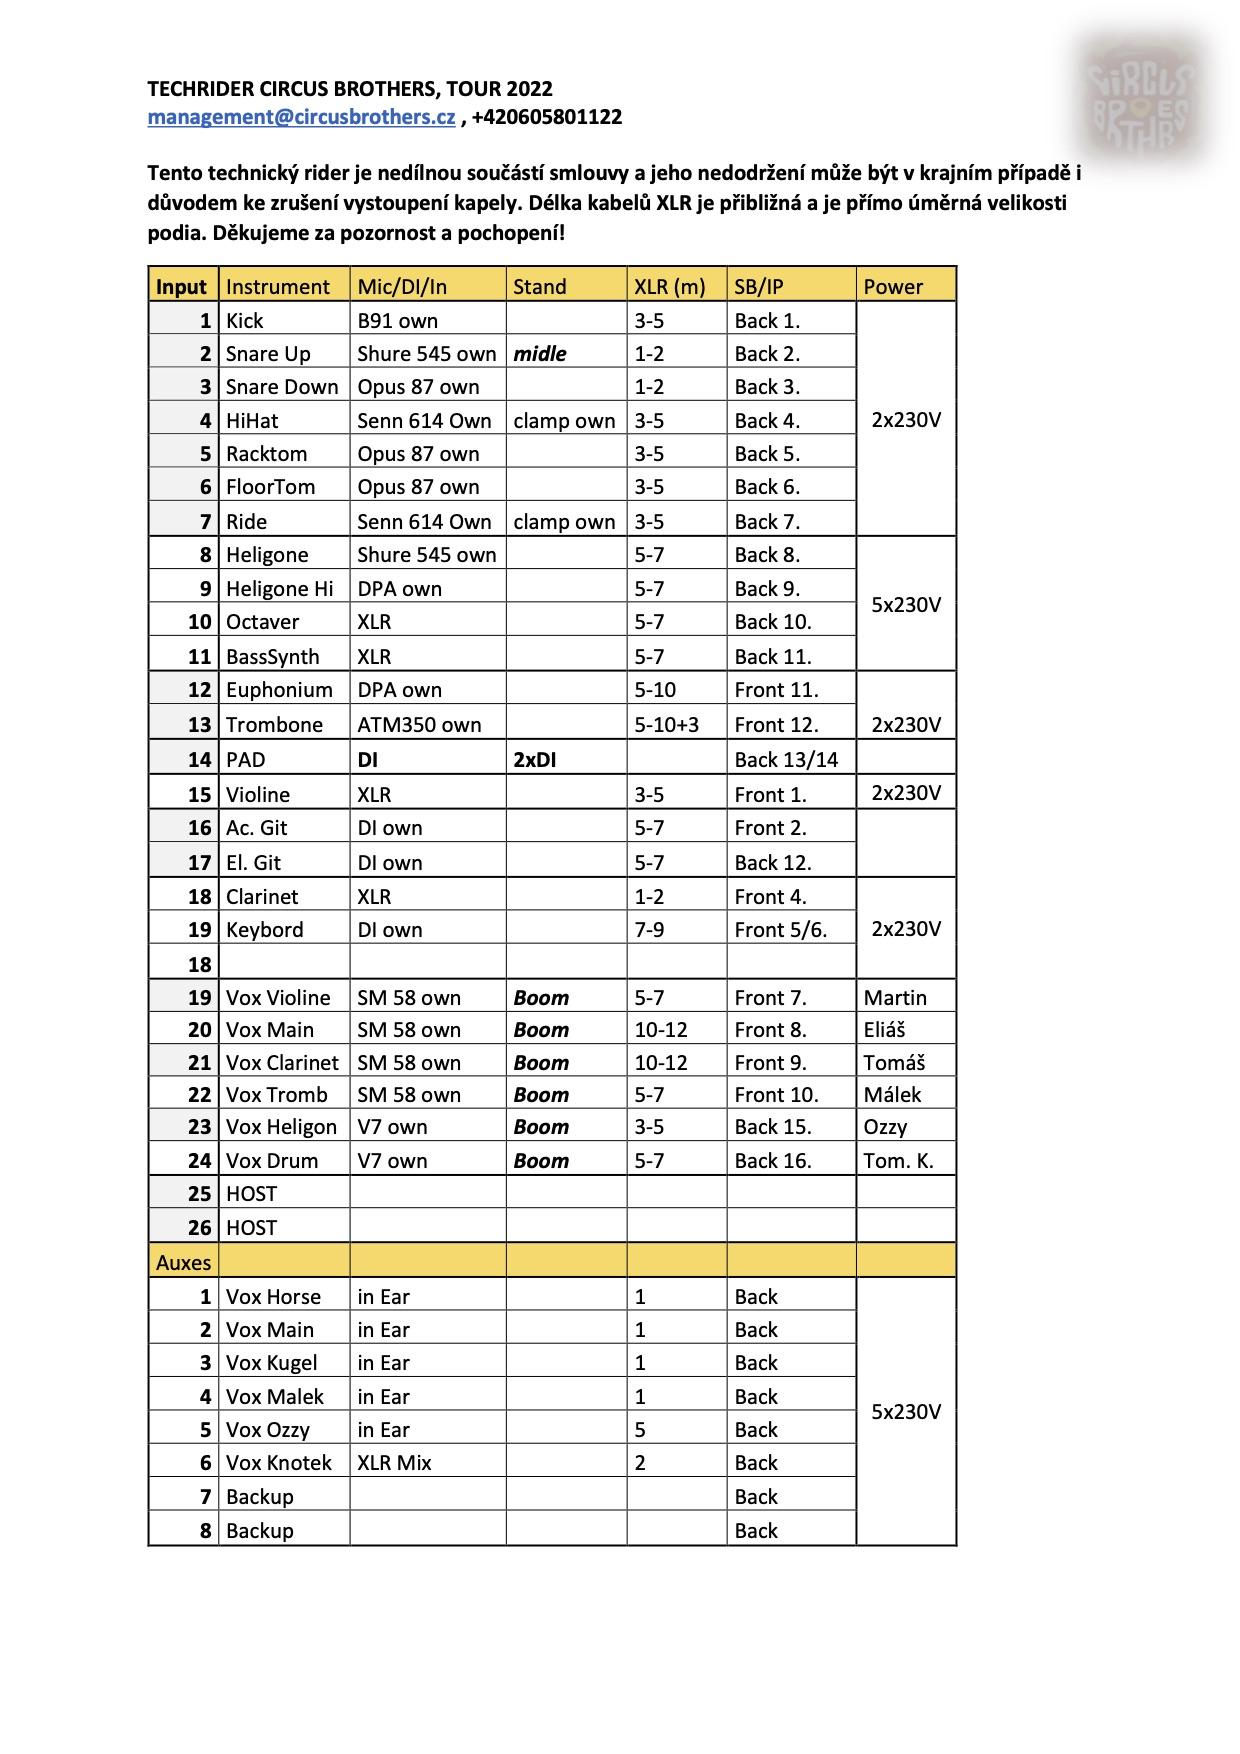 CiRCUS
BROTHERS
TECHRIDER CIRCUS BROTHERS, TOUR 2022
management@circusbrothers.cz , +420605801122
Tento technický rider je nedílnou součástí smlouvy a jeho nedodržení může být v krajním případě i
důvodem ke zrušení vystoupení kapely. Délka kabelů XLR je přibližná a je přímo úměrná velikosti
podia. Děkujeme za pozornost a pochopení!
Input Instrument Mic/DI/In Stand XLR (m) SB/IP Power
1 Kick B91 own 3-5 Back 1.
2 Snare Up Shure 545 own midle 1-2 Back 2.
3 Snare Down Opus 87 own 1-2 Back 3.
4 HiHat Senn 614 Own clamp own 3-5 Back 4. 2x230V
5 Racktom Opus 87 own 3-5 Back 5.
6 FloorTom Opus 87 own 3-5 Back 6.
7 Ride Senn 614 Own clamp own 3-5 Back 7.
8 Heligone Shure 545 own 5-7 Back 8.
9 Heligone Hi DPA own 5-7 Back 9.
5x230V
10 Octaver XLR 5-7 Back 10.
11 BassSynth XLR 5-7 Back 11.
12 Euphonium DPA own 5-10 Front 11.
13 Trombone ATM350 own 5-10+3 Front 12. 2x230V
14 PAD DI 2xDI Back 13/14
15 Violine XLR 3-5 Front 1. 2x230V
16 Ac. Git DI own 5-7 Front 2.
17 El. Git DI own 5-7 Back 12.
18 Clarinet XLR 1-2 Front 4.
19 Keybord DI own 7-9 Front 5/6. 2x230V
18
19 Vox Violine SM 58 own Boom 5-7 Front 7. Martin
20 Vox Main SM 58 own Boom 10-12 Front 8. Eliáš
21 Vox Clarinet SM 58 own Boom 10-12 Front 9. Tomáš
22 Vox Tromb SM 58 own Boom 5-7 Front 10. Málek
23 Vox Heligon V7 own Boom 3-5 Back 15. Ozzy
24 Vox Drum V7 own Boom 5-7 Back 16. Tom. K.
25 HOST
26 HOST
Auxes
1 Vox Horse in Ear 1 Back
2 Vox Main in Ear 1 Back
3 Vox Kugel in Ear 1 Back
4 Vox Malek in Ear 1 Back
5x230V
5 Vox Ozzy in Ear 5 Back
6 Vox Knotek XLR Mix 2 Back
7 Backup Back
8 Backup Back